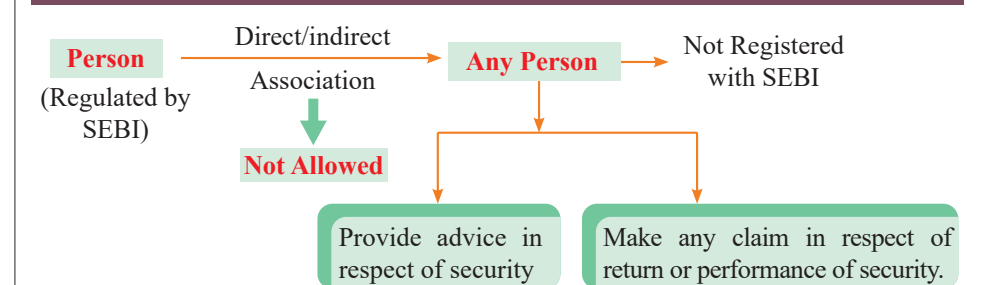 Person
(Regulated by
SEBI)
Direct/indirect
Association
Not Allowed
Any Person
Not Registered
with SEBI
Provide advice in
respect of security
Make any claim in respect of
return or performance of security.